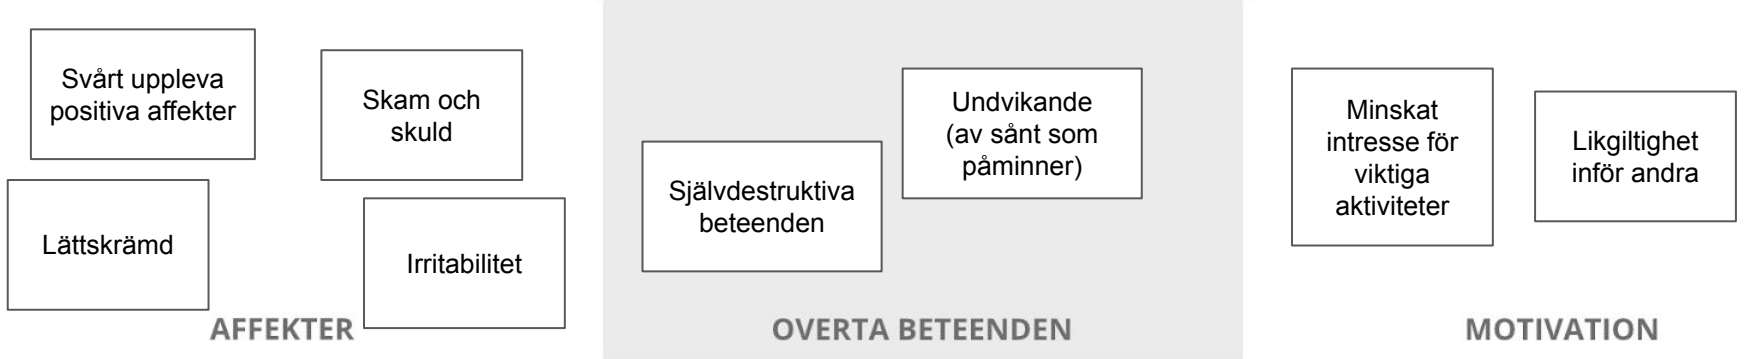 Svårt uppleva
positiva affekter
Skam och
skuld
Lättskrämd
Irritabilitet
AFFEKTER
Undvikande
(av sånt som
påminner)
Självdestruktiva
beteenden
OVERTA BETEENDEN
Minskat
intresse för
viktiga
aktiviteter
Likgiltighet
inför andra
MOTIVATION